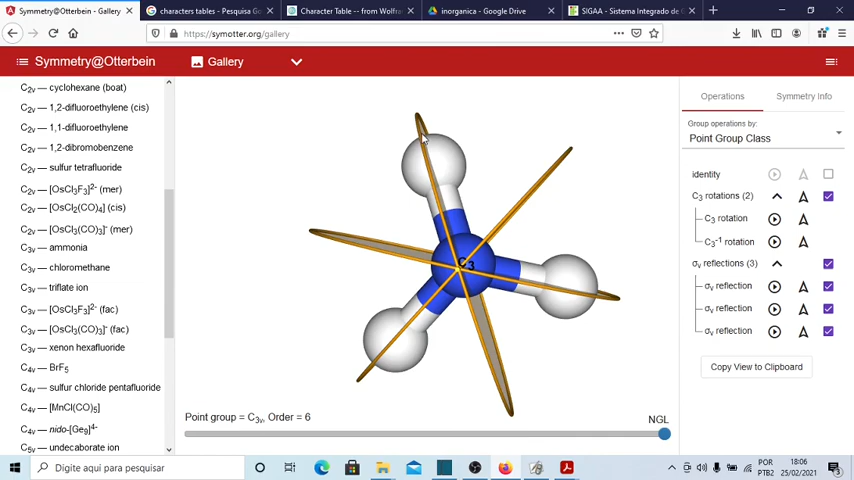 Symmetry@Otterbein - Gallery
characters tables - Pesquisa Go
Character Table -- from Wolfra
inorganica - Google Drive
SIGAA - Sistema Integrado de
https://symotter.org/gallery
Symmetry@Otterbein
Gallery
C2v — cyclohexane (boat)
C2v — 1,2-difluoroethylene (cis)
C2v — 1,1-difluoroethylene
C2v — 1,2-dibromobenzene
C2v — sulfur tetrafluoride
C2v — [OsCl3F3]2- (mer)
C2v — [OsCl2(CO)4] (cis)
C2v — [OsCl3(CO)3]- (mer)
C3v — ammonia
C3v — chloromethane
C3v — triflate ion
C3v — [OsCl3F3]2- (fac)
C3v — [OsCl3(CO)3]- (fac)
C3v — xenon hexafluoride
C4v — BrF5
C4v — sulfur chloride pentafluoride
C4v — [MnCl(CO)5]
C4v — nido-[Ge9]4-
C5v — undecaborate ion
C3
Point group = C3v, Order = 6
NGL
Operations
Symmetry Info
Group operations by:
Point Group Class
identity
C3 rotations (2)
C3 rotation
C3-1 rotation
σv reflections (3)
σv reflection
σv reflection
σv reflection
Copy View to Clipboard
Digite aqui para pesquisar
POR
PTB2
18:06
25/02/2021
3